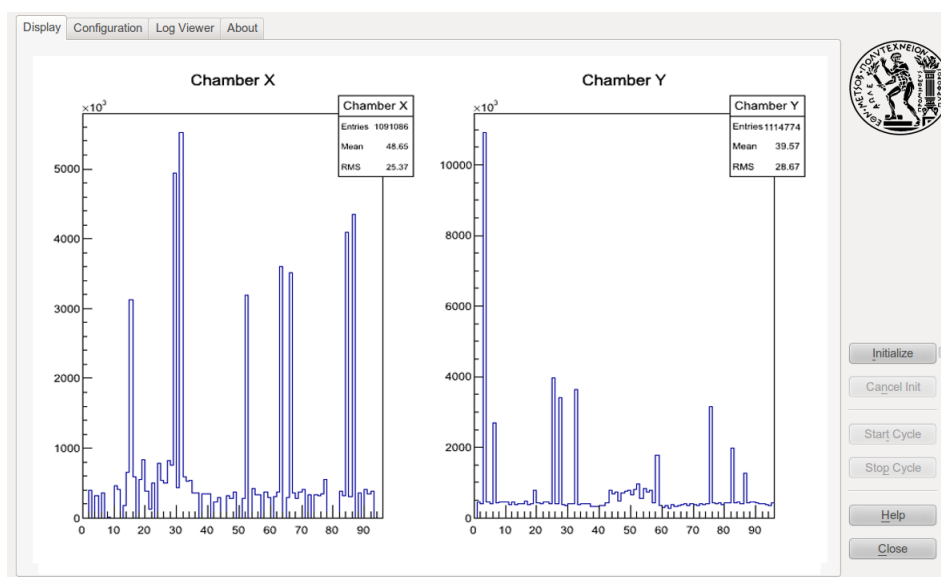 Display Configuration Log Viewer About
Chamber X
×10³
Chamber X
Entries 1091086
Mean 48.65
RMS 25.37
5000
4000
3000
2000
1000
0
0 10 20 30 40 50 60 70 80 90
Chamber Y
×10³
Chamber Y
Entries 1114774
Mean 39.57
RMS 28.67
10000
8000
6000
4000
2000
0
0 10 20 30 40 50 60 70 80 90
Initialize
Cancel Init
Start Cycle
Stop Cycle
Help
Close